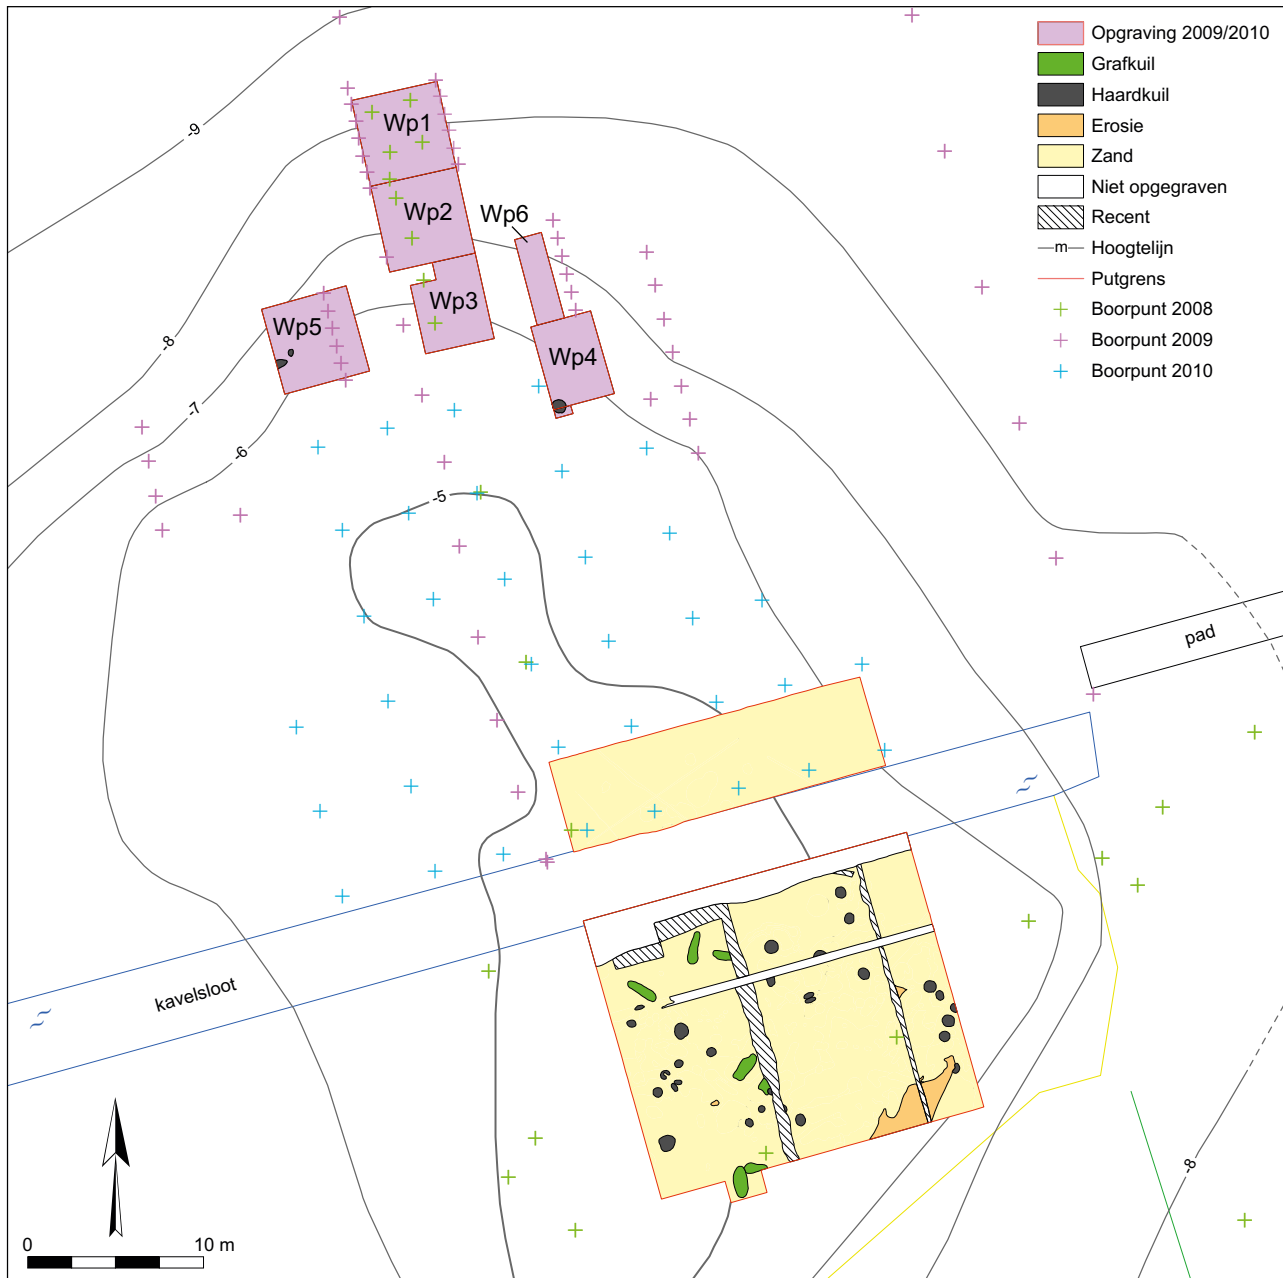 Opgraving 2009/2010
Grafkuil
Haardkuil
Erosie
Zand
Niet opgegraven
Recent
m Hoogtelijn
Putgrens
Boorpunt 2008
Boorpunt 2009
Boorpunt 2010
-9
Wp1
Wp2
Wp6
Wp3
Wp5
Wp4
-8
-7
-6
-5
pad
kavelsloot
-8
0 10 m